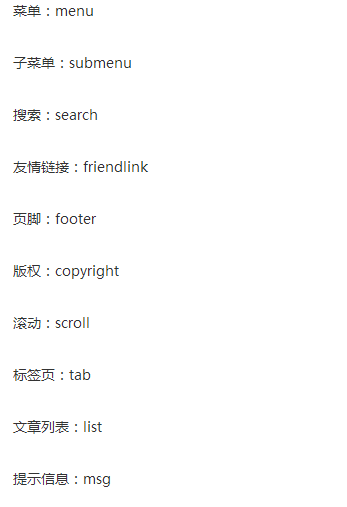 菜单：menu
子菜单：submenu
搜索：search
友情链接：friendlink
页脚：footer
版权：copyright
滚动：scroll
标签页：tab
文章列表：list
提示信息：msg